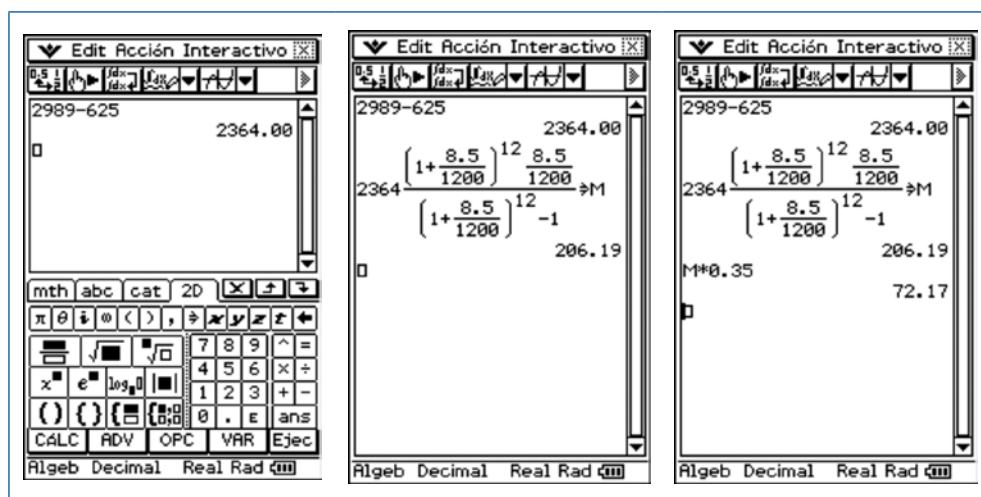 Edit Acción Interactivo
2989-625
2364.00
mth abc cat 2D
π θ i ∞ ( ) , ⇒ x y z t ←
7 8 9 ^ =
4 5 6 × ÷
1 2 3 + -
0 . E ans
x■ e■ log■□ |■|
( ) { }
CALC ADV OPC VAR Ejec
Algeb Decimal Real Rad
Edit Acción Interactivo
2989-625
2364.00
2364 ((1+8.5/1200)^12 8.5/1200)/((1+8.5/1200)^12-1) ⇒M
206.19
Algeb Decimal Real Rad
Edit Acción Interactivo
2989-625
2364.00
2364 ((1+8.5/1200)^12 8.5/1200)/((1+8.5/1200)^12-1) ⇒M
206.19
M*0.35
72.17
Algeb Decimal Real Rad